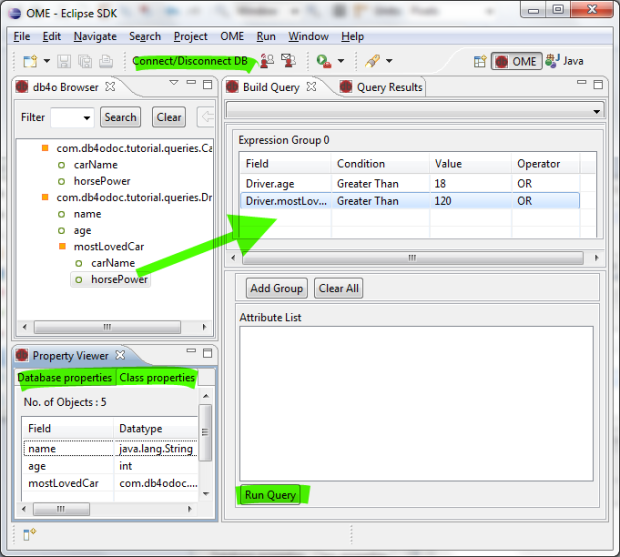 OME - Eclipse SDK
File Edit Navigate Search Project OME Run Window Help
Connect/Disconnect DB
OME Java
db4o Browser
Filter Search Clear
com.db4odoc.tutorial.queries.Ca
carName
horsePower
com.db4odoc.tutorial.queries.Dri
name
age
mostLovedCar
carName
horsePower
Build Query Query Results
Expression Group 0
Field Condition Value Operator
Driver.age Greater Than 18 OR
Driver.mostLov... Greater Than 120 OR
Add Group Clear All
Attribute List
Run Query
Property Viewer
Database properties Class properties
No. of Objects : 5
Field Datatype
name java.lang.String
age int
mostLovedCar com.db4odoc....